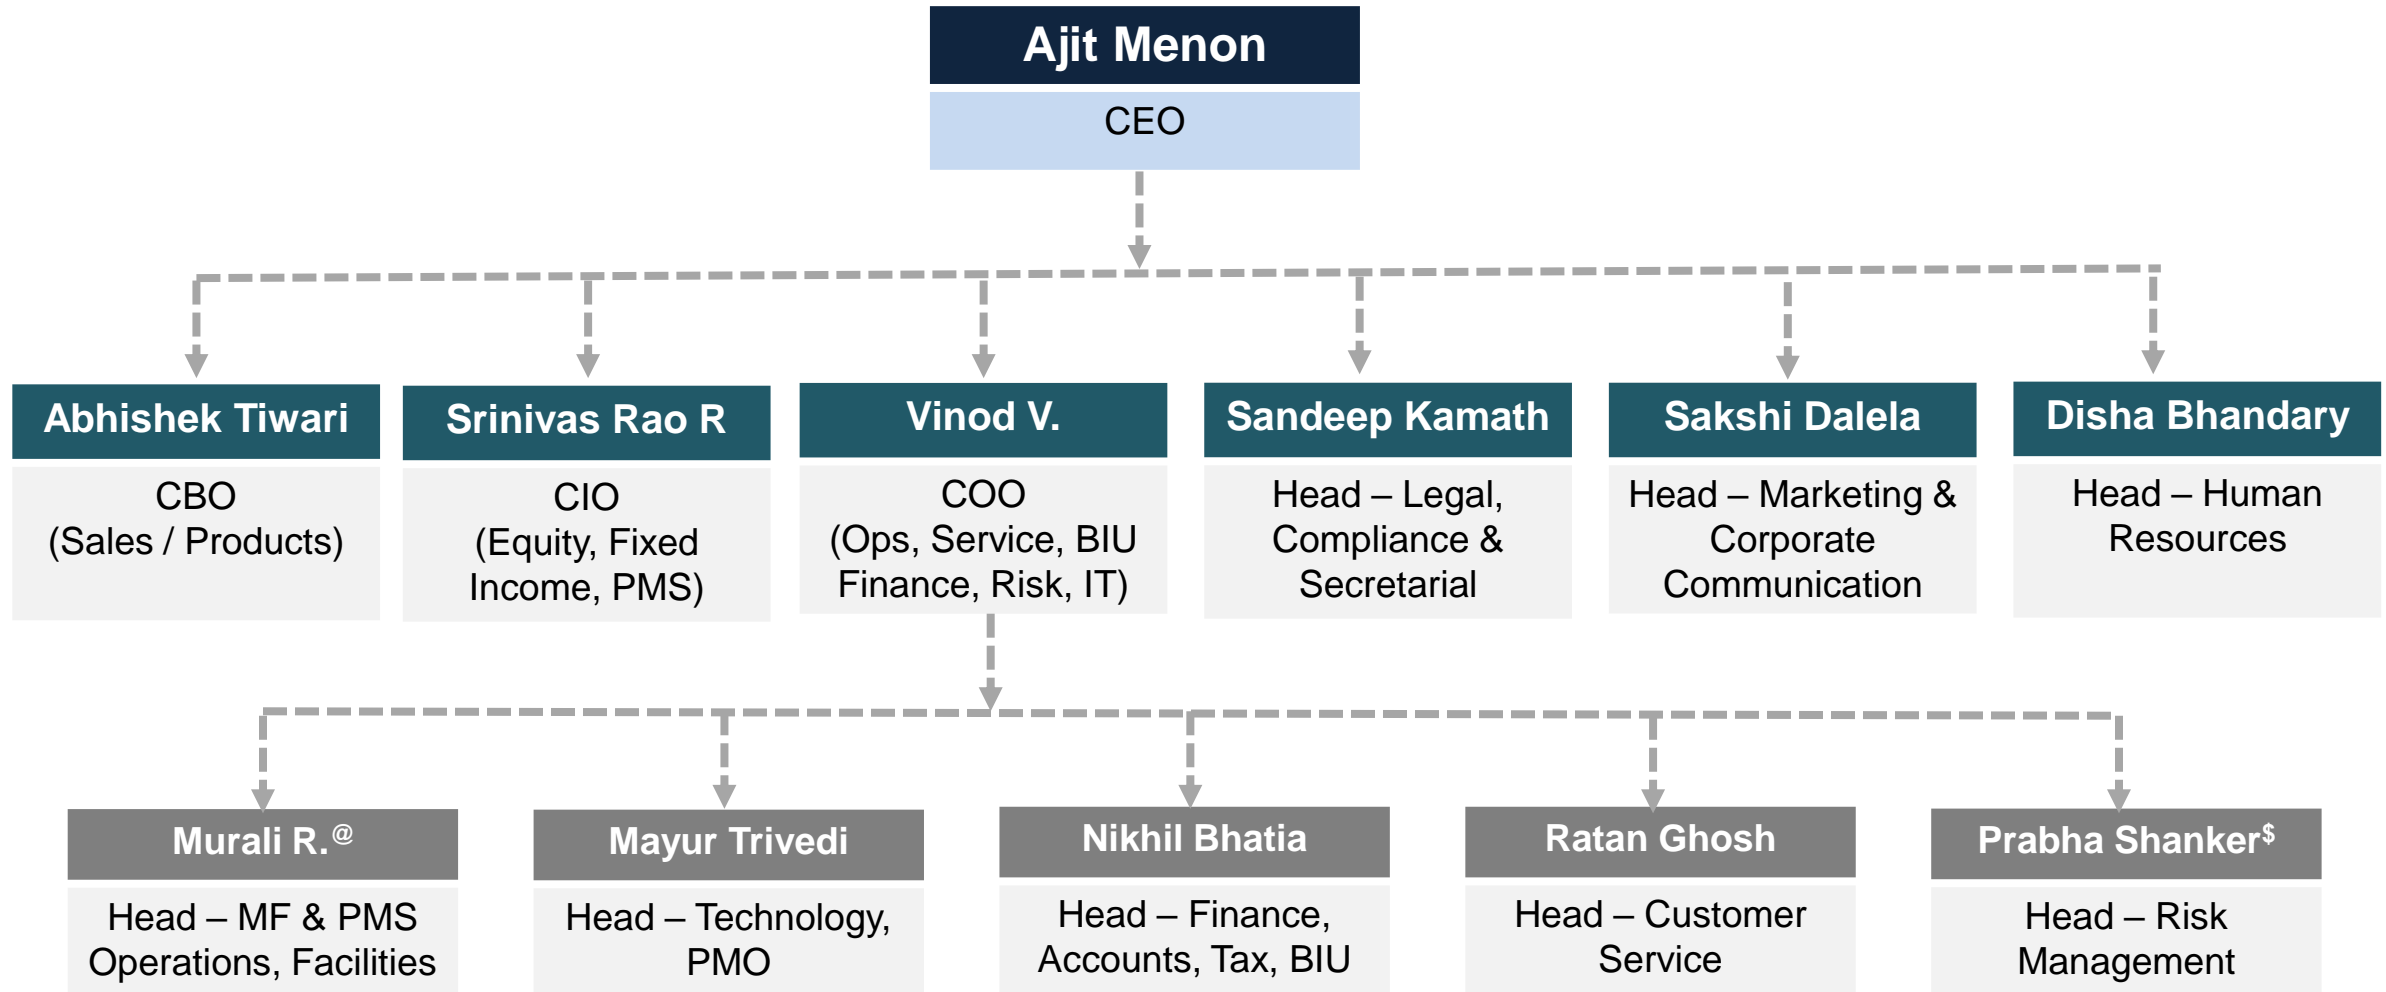 Ajit Menon
CEO
Abhishek Tiwari
CBO
(Sales / Products)
Srinivas Rao R
CIO
(Equity, Fixed
Income, PMS)
Vinod V.
COO
(Ops, Service, BIU
Finance, Risk, IT)
Sandeep Kamath
Head – Legal,
Compliance &
Secretarial
Sakshi Dalela
Head – Marketing &
Corporate
Communication
Disha Bhandary
Head – Human
Resources
Murali R.@
Head – MF & PMS
Operations, Facilities
Mayur Trivedi
Head – Technology,
PMO
Nikhil Bhatia
Head – Finance,
Accounts, Tax, BIU
Ratan Ghosh
Head – Customer
Service
Prabha Shanker$
Head – Risk
Management